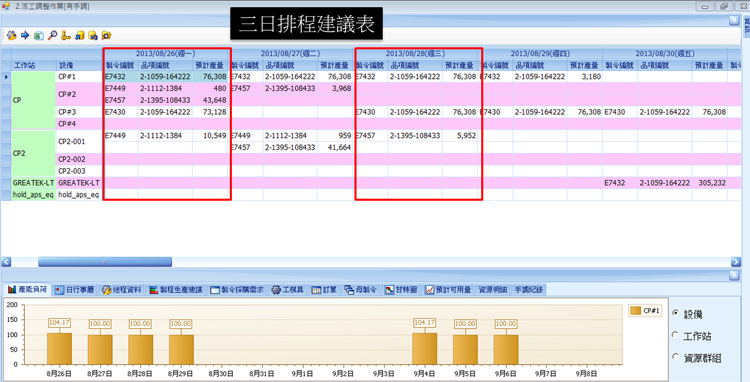 2.派工調整作業[有手調]
三日排程建議表
2013/08/26(週一) 2013/08/27(週二) 2013/08/28(週三) 2013/08/29(週四) 2013/08/30(週五)
工作站 設備 製令編號 品項編號 預計產量 製令編號 品項編號 預計產量 製令編號 品項編號 預計產量 製令編號 品項編號 預計產量 製令編號 品項編號 預計產量
CP CP#1 E7432 2-1059-164222 76,308 E7432 2-1059-164222 76,308 E7432 2-1059-164222 76,308 E7432 2-1059-164222 3,180
CP#2 E7449 2-1112-1384 480 E7457 2-1395-108433 3,968
E7457 2-1395-108433 43,648
CP#3 E7430 2-1059-164222 73,128 E7430 2-1059-164222 76,308 E7430 2-1059-164222 76,308 E7430 2-1059-164222 76,308
CP#4
CP2 CP2-001 E7449 2-1112-1384 10,549 E7449 2-1112-1384 959 E7457 2-1395-108433 5,952
E7457 2-1395-108433 41,664
CP2-002
CP2-003
GREATEK-LT GREATEK-LT E7432 2-1059-164222 305,232
hold_aps_eq hold_aps_eq
產能負荷 日行事曆 途程資料 製程生產建議 製令採購需求 工模具 訂單 母製令 甘特圖 預計可用量 資源明細 手調紀錄
200
150
100
50
0
104.17 100.00 100.00 100.00 104.17 100.00 100.00
8月26日 8月27日 8月28日 8月29日 8月30日 8月31日 9月1日 9月2日 9月3日 9月4日 9月5日 9月6日 9月7日 9月8日
CP#1
設備
工作站
資源群組